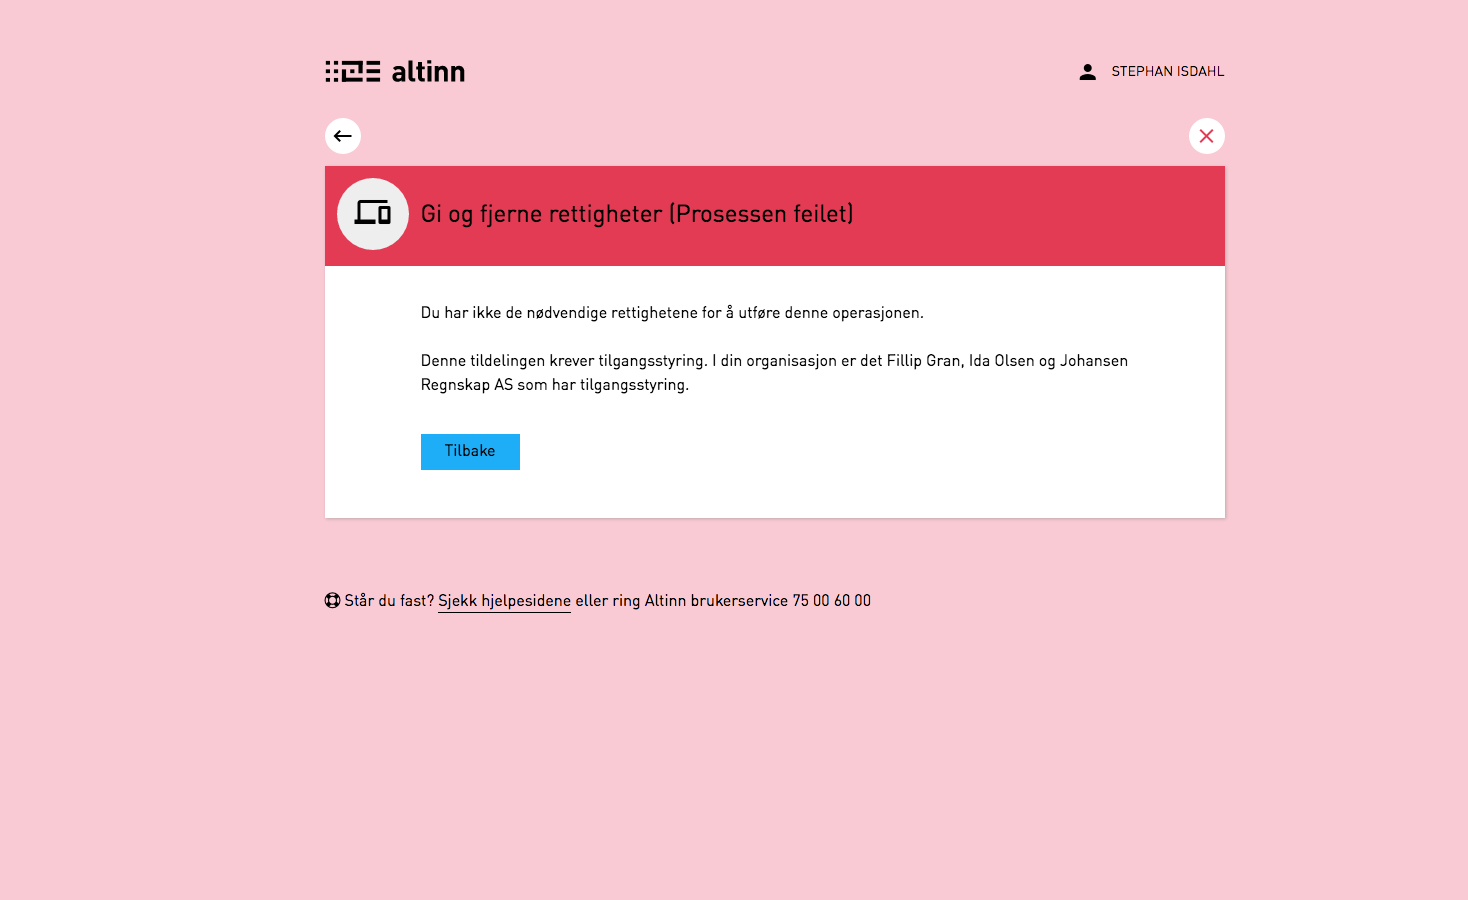 altinn
STEPHAN ISDAHL
Gi og fjerne rettigheter (Prosessen feilet)
Du har ikke de nødvendige rettighetene for å utføre denne operasjonen.
Denne tildelingen krever tilgangsstyring. I din organisasjon er det Fillip Gran, Ida Olsen og Johansen
Regnskap AS som har tilgangsstyring.
Tilbake
Står du fast? Sjekk hjelpesidene eller ring Altinn brukerservice 75 00 60 00